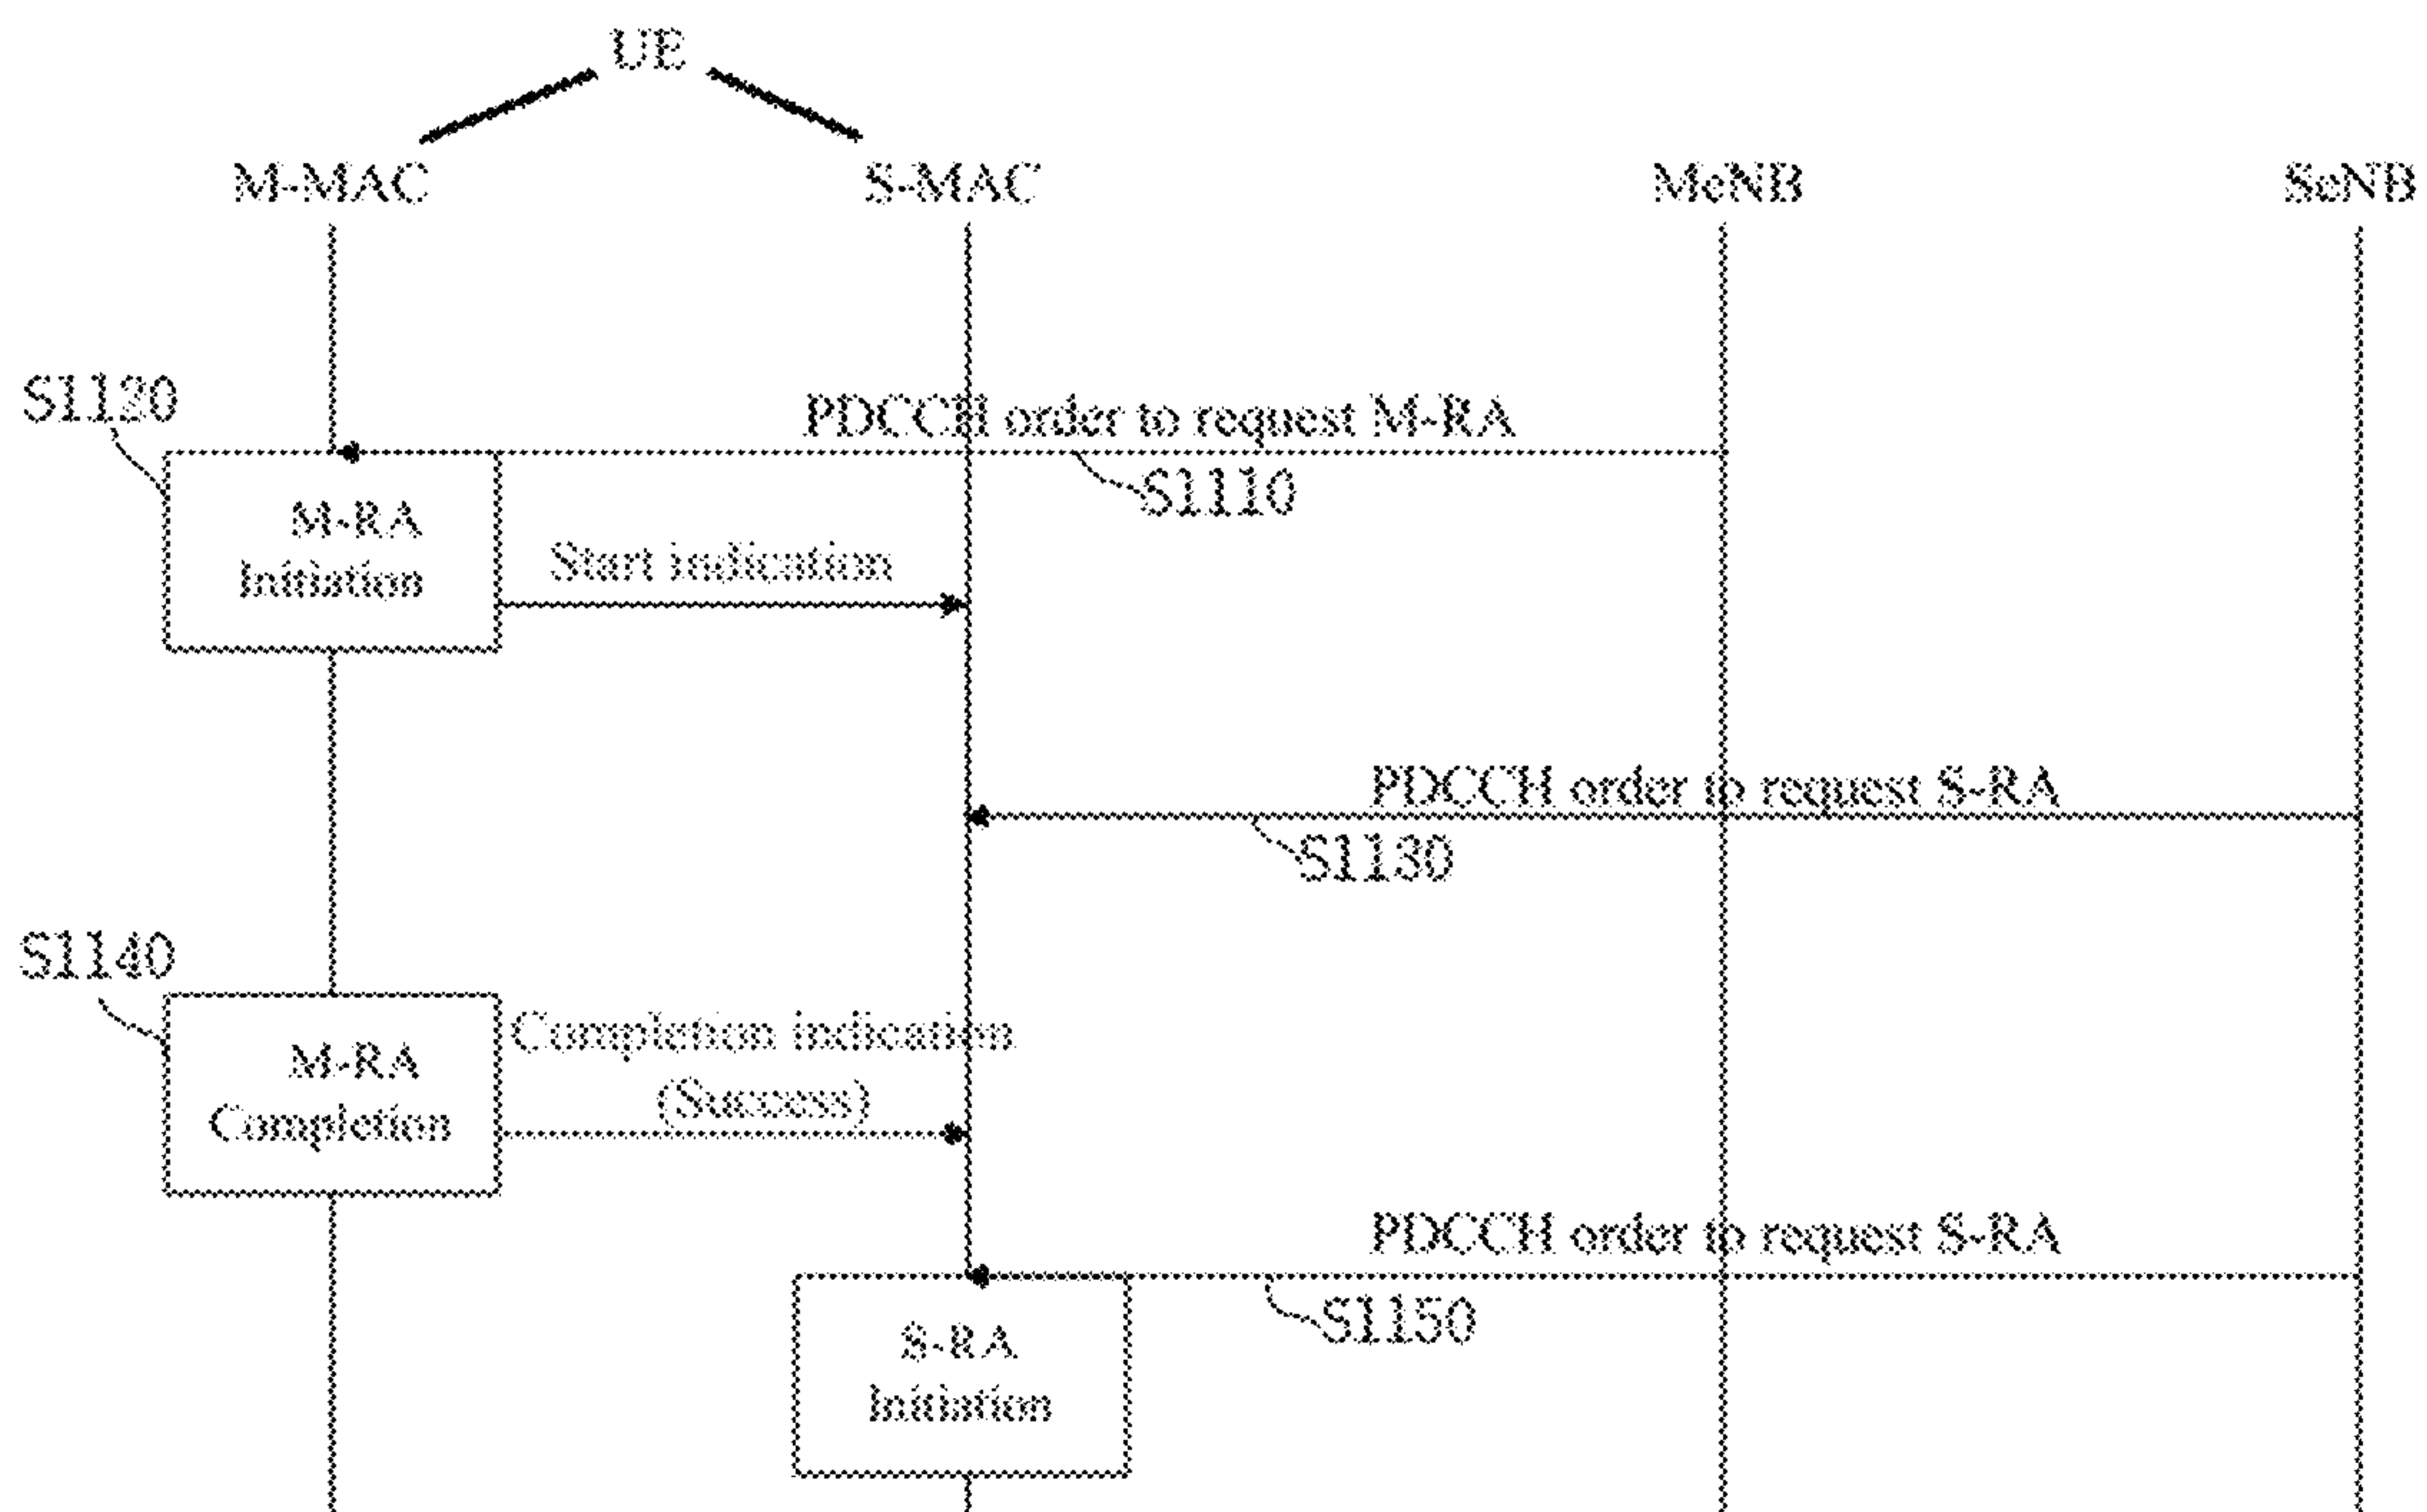 UE
M-MAC
S-MAC
MeNB
SeNB
S1120
PDCCH order to request M-RA
S1110
M-RA
Initiation
Start indication
PDCCH order to request S-RA
S1130
S1140
M-RA
Completion
Completion indication
(Success)
PDCCH order to request S-RA
S1150
S-RA
Initiation